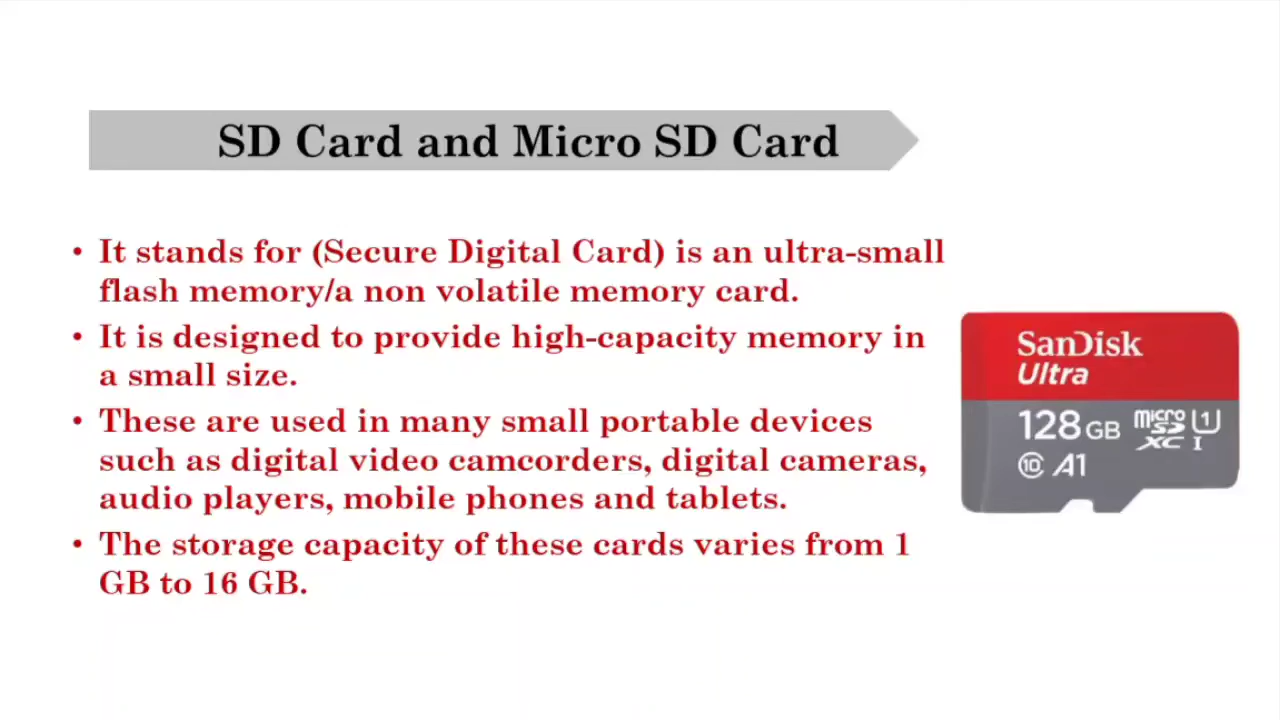 SD Card and Micro SD Card
• It stands for (Secure Digital Card) is an ultra-small
flash memory/a non volatile memory card.
• It is designed to provide high-capacity memory in
a small size.
• These are used in many small portable devices
such as digital video camcorders, digital cameras,
audio players, mobile phones and tablets.
• The storage capacity of these cards varies from 1
GB to 16 GB.
SanDisk
Ultra
128GB micro SD XC I U1
10 A1